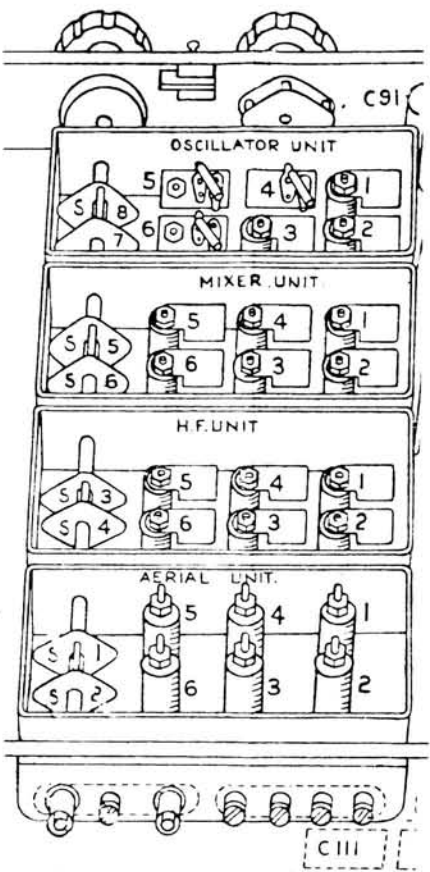 C91
OSCILLATOR UNIT
5 4 1
S 8
6 3 2
7
MIXER UNIT.
5 4 1
S 5
6 3 2
S 6
H.F. UNIT
5 4 1
S 3
6 3 2
S 4
AERIAL UNIT.
5 4 1
S 1
6 3 2
S 2
C111